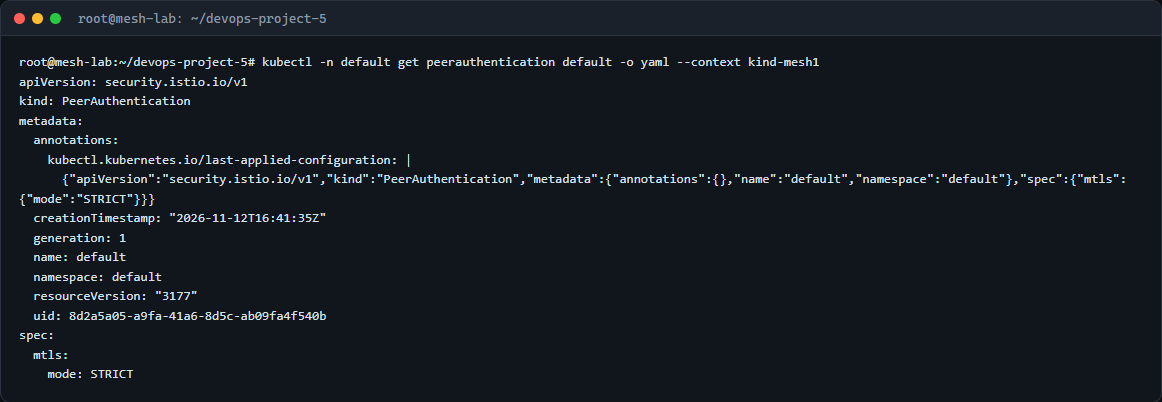 root@mesh-lab: ~/devops-project-5
root@mesh-lab:~/devops-project-5# kubectl -n default get peerauthentication default -o yaml --context kind-mesh1
apiVersion: security.istio.io/v1
kind: PeerAuthentication
metadata:
  annotations:
    kubectl.kubernetes.io/last-applied-configuration: |
      {"apiVersion":"security.istio.io/v1","kind":"PeerAuthentication","metadata":{"annotations":{},"name":"default","namespace":"default"},"spec":{"mtls":
{"mode":"STRICT"}}}
  creationTimestamp: "2026-11-12T16:41:35Z"
  generation: 1
  name: default
  namespace: default
  resourceVersion: "3177"
  uid: 8d2a5a05-a9fa-41a6-8d5c-ab09fa4f540b
spec:
  mtls:
    mode: STRICT